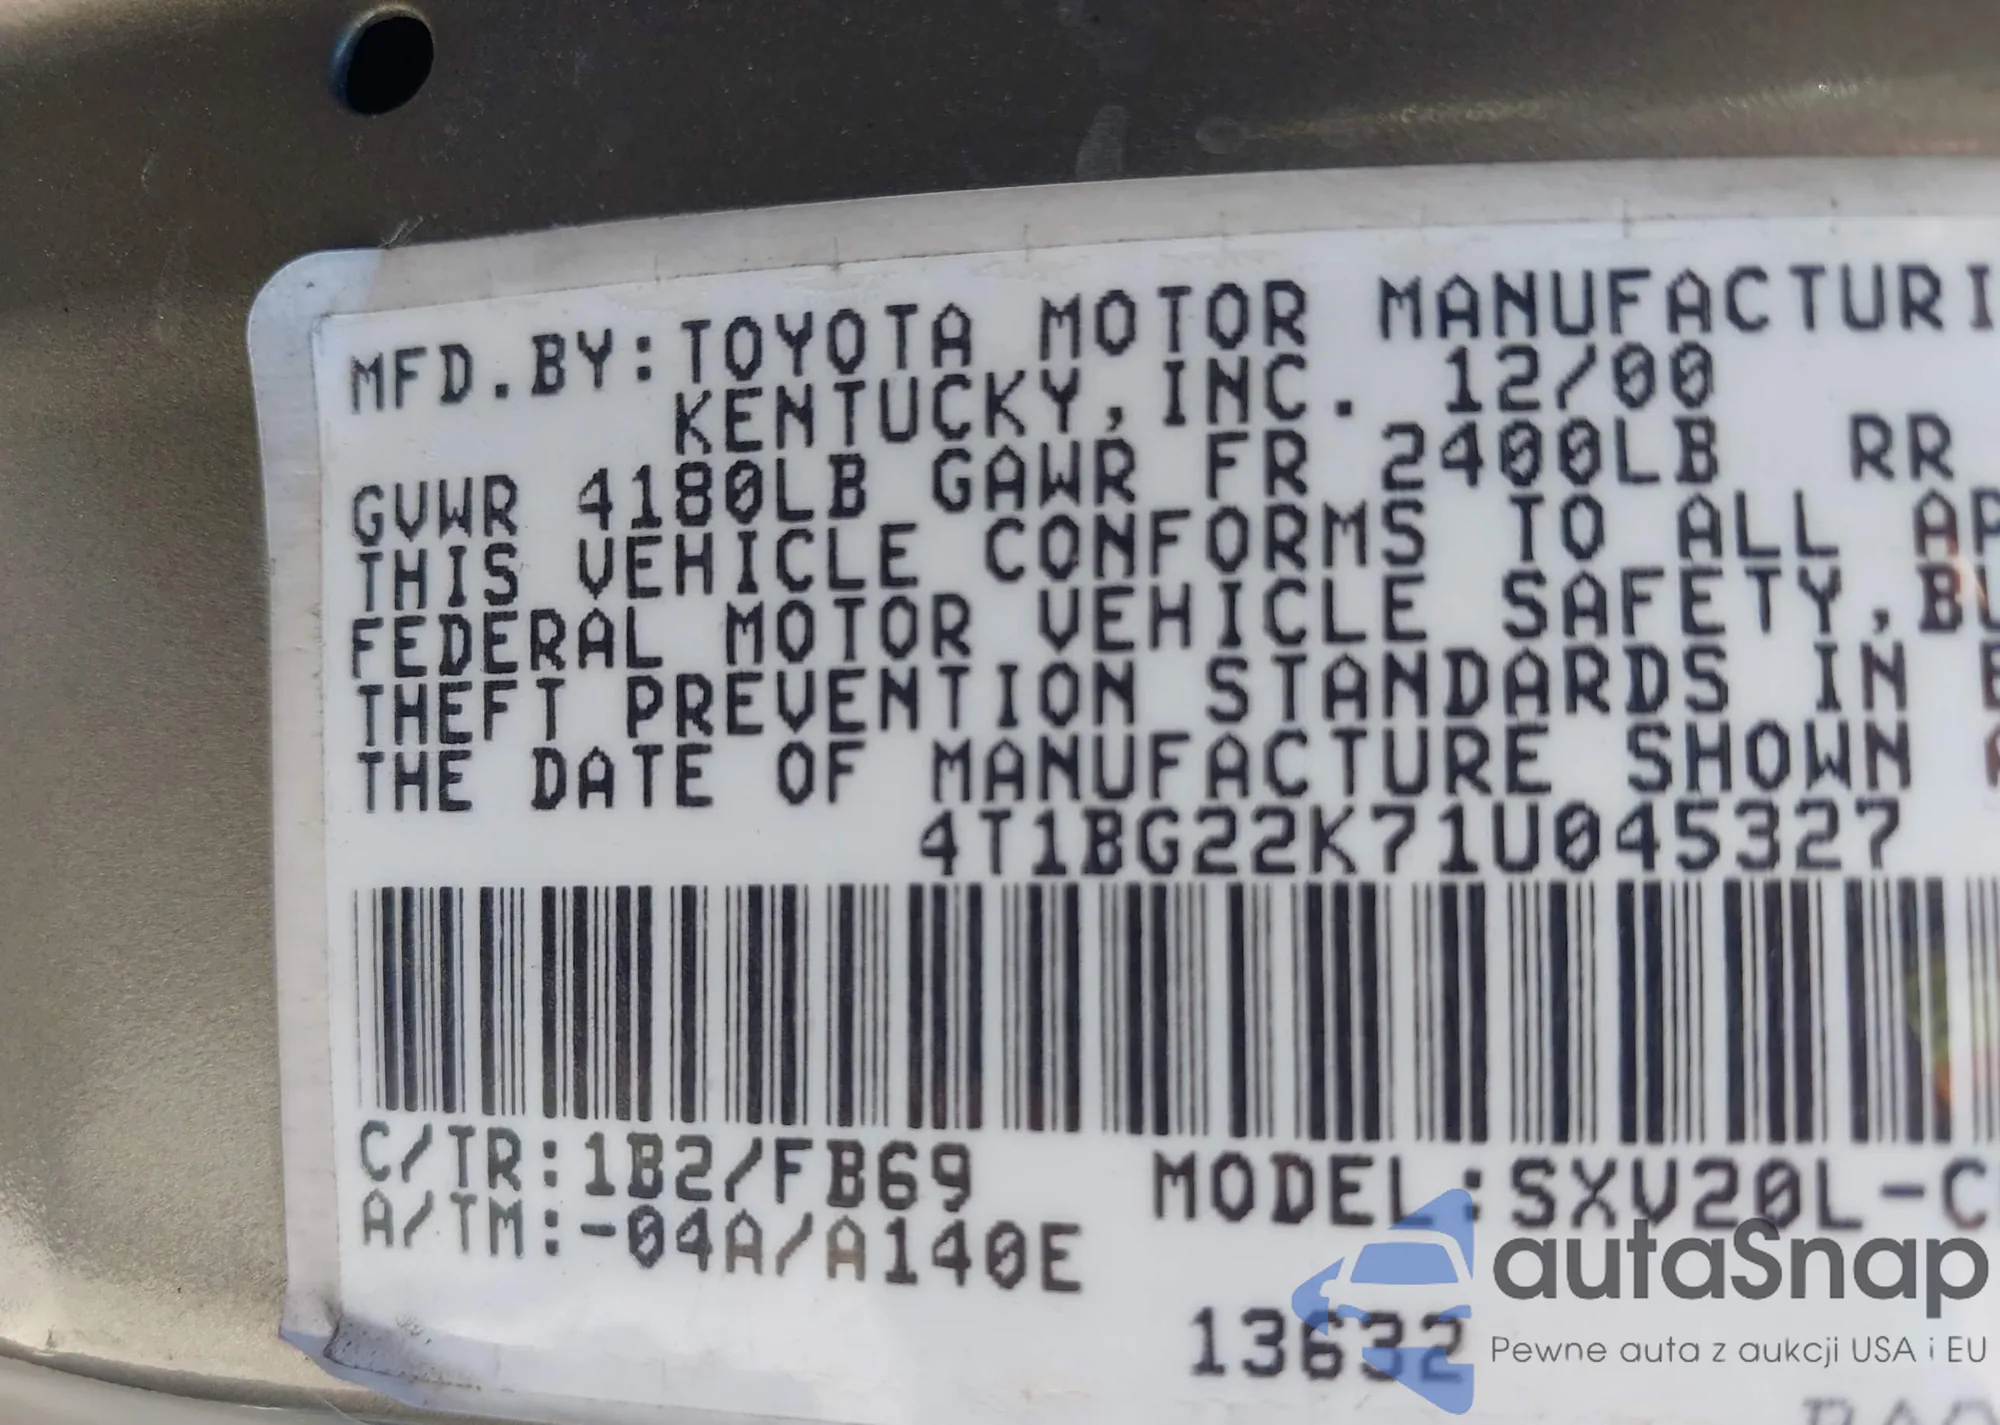 MFD.BY:TOYOTA MOTOR MANUFACTURI
KENTUCKY,INC. 12/00
GVWR 4180LB GAWR FR 2400LB RR
THIS VEHICLE CONFORMS TO ALL AP
FEDERAL MOTOR VEHICLE SAFETY,BU
THEFT PREVENTION STANDARDS IN E
THE DATE OF MANUFACTURE SHOWN A
4T1BG22K71U045327
C/TR:1B2/FB69 MODEL:SXV20L-C
A/TM:-04A/A140E
13632
autaSnap
Pewne auta z aukcji USA i EU